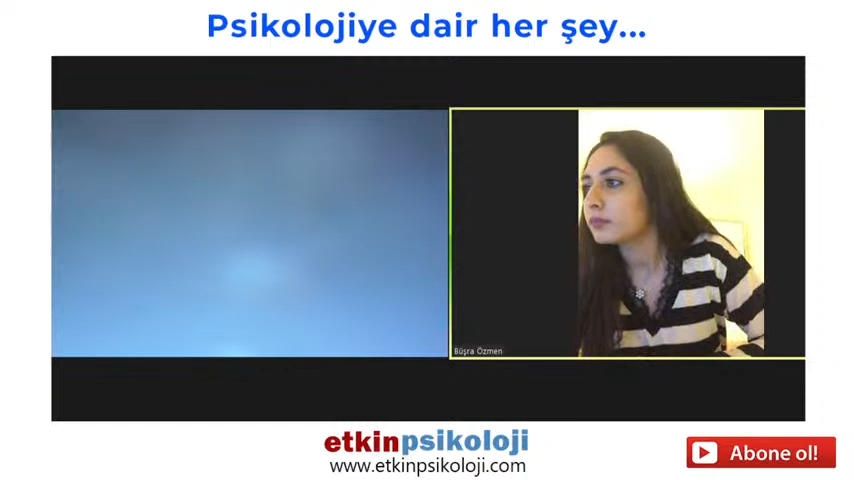 Psikolojiye dair her şey...
Büşra Özmen
etkinpsikoloji
www.etkinpsikoloji.com
Abone ol!